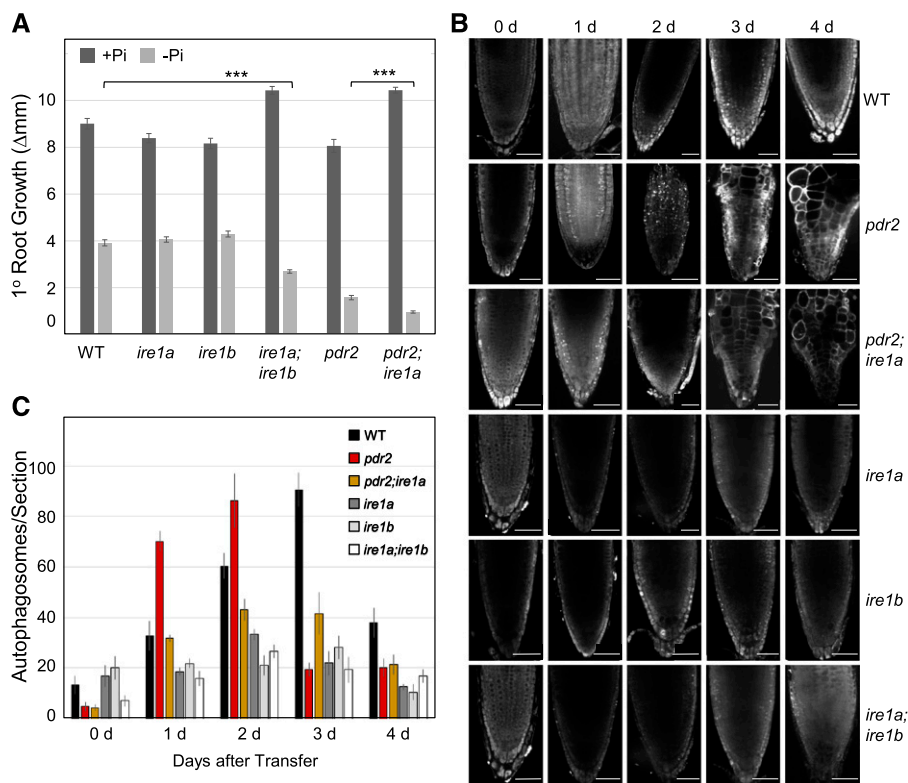 A
+Pi -Pi
***
***
1º Root Growth (Δmm)
10
8
6
4
2
0
WT
ire1a
ire1b
ire1a;
ire1b
pdr2
pdr2;
ire1a
B
0 d 1 d 2 d 3 d 4 d
WT
pdr2
pdr2;
ire1a
ire1a
ire1b
ire1a;
ire1b
C
WT
pdr2
pdr2;ire1a
ire1a
ire1b
ire1a;ire1b
Autophagosomes/Section
100
80
60
40
20
0
0 d 1 d 2 d 3 d 4 d
Days after Transfer